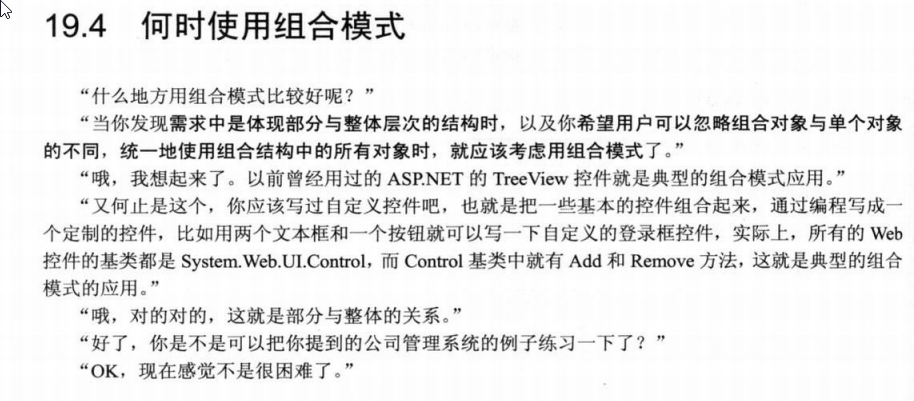 19.4 何时使用组合模式
“什么地方用组合模式比较好呢？”
“当你发现需求中是体现部分与整体层次的结构时，以及你希望用户可以忽略组合对象与单个对象
的不同，统一地使用组合结构中的所有对象时，就应该考虑用组合模式了。”
“哦，我想起来了。以前曾经用过的 ASP.NET 的 TreeView 控件就是典型的组合模式应用。”
“又何止是这个，你应该写过自定义控件吧，也就是把一些基本的控件组合起来，通过编程写成一
个定制的控件，比如用两个文本框和一个按钮就可以写一下自定义的登录框控件，实际上，所有的 Web
控件的基类都是 System.Web.UI.Control，而 Control 基类中就有 Add 和 Remove 方法，这就是典型的组合
模式的应用。”
“哦，对的对的，这就是部分与整体的关系。”
“好了，你是不是可以把你提到的公司管理系统的例子练习一下了？”
“OK，现在感觉不是很困难了。”